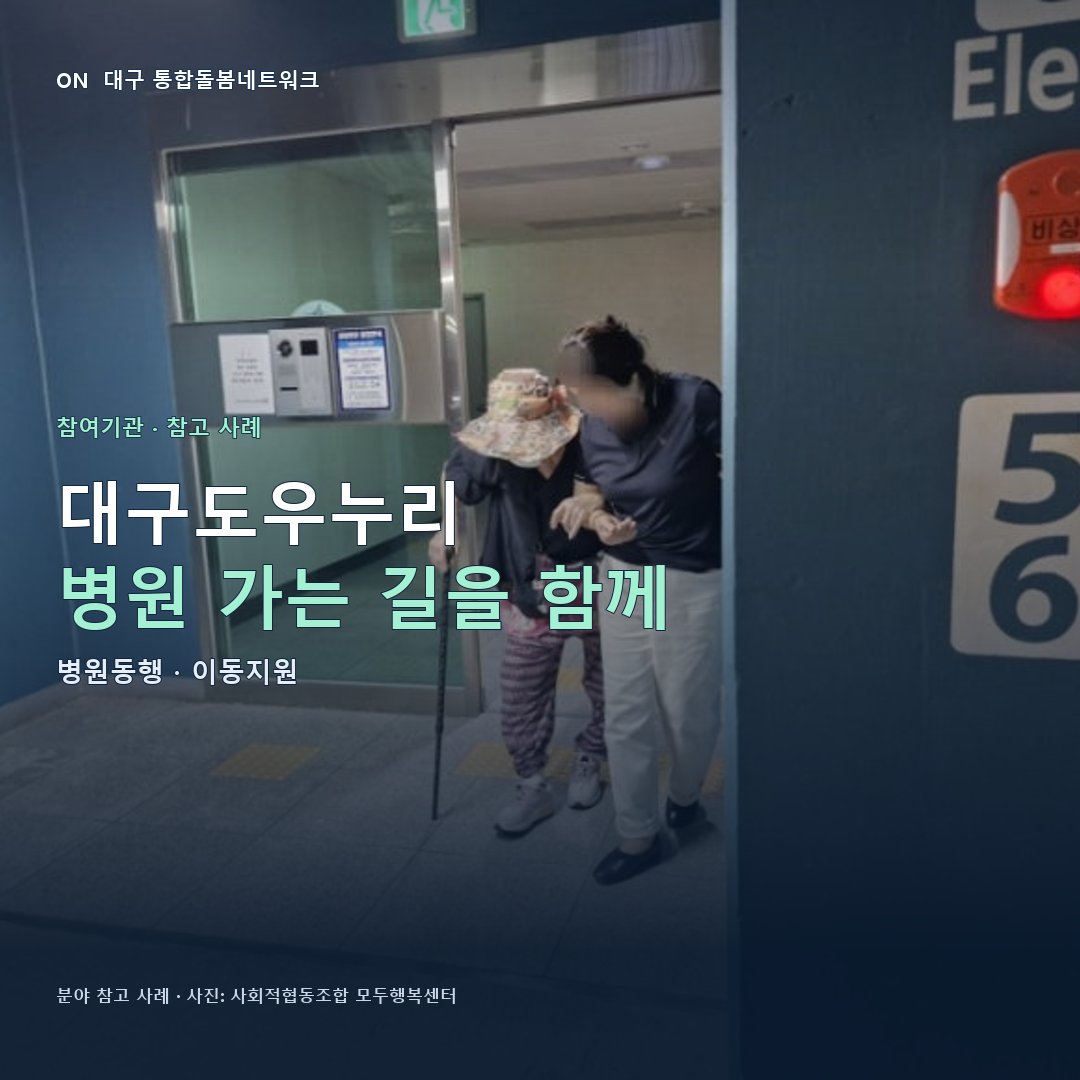 ON 대구 통합돌봄네트워크
Ele
비상
5
6
참여기관 · 참고 사례
대구도우누리
병원 가는 길을 함께
병원동행 · 이동지원
분야 참고 사례 · 사진: 사회적협동조합 모두행복센터